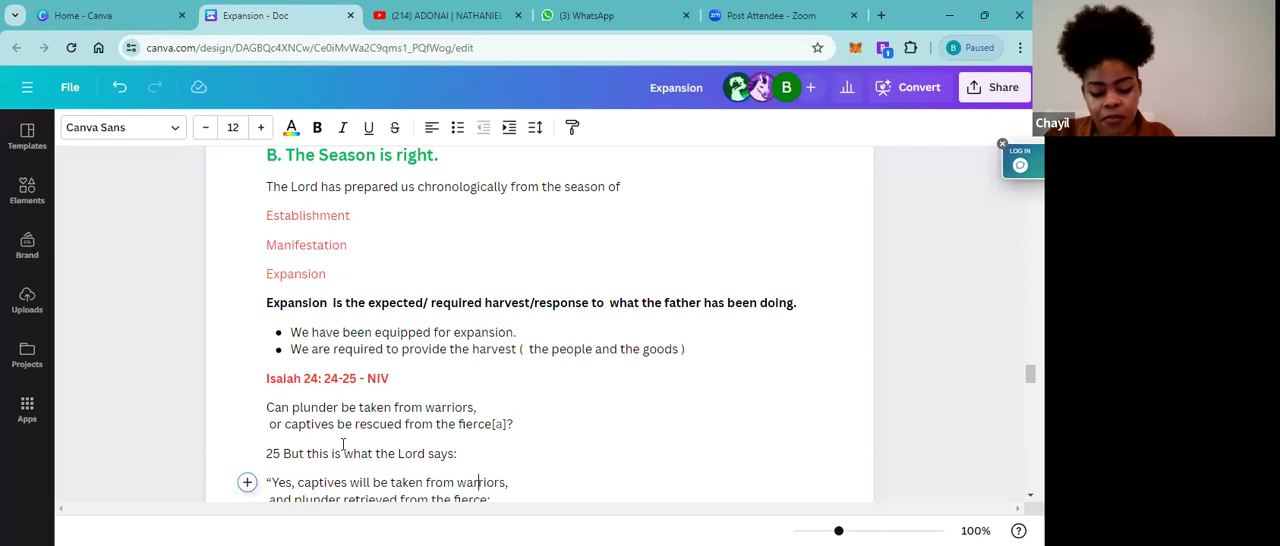 Home - Canva
Expansion - Doc
(214) ADONAI | NATHANIEL
(3) WhatsApp
Post Attendee - Zoom
canva.com/design/DAGBQc4XNCw/Ce0iMvWa2C9qms1_PQfWog/edit
1
B
Paused
File
Expansion
B
Convert
Share
Chayil
Canva Sans
12
A
B
I
U
S
LOG IN
Templates
Elements
Brand
Uploads
Projects
Apps
B. The Season is right.
The Lord has prepared us chronologically from the season of
Establishment
Manifestation
Expansion
Expansion is the expected/ required harvest/response to what the father has been doing.
● We have been equipped for expansion.
● We are required to provide the harvest ( the people and the goods )
Isaiah 24: 24-25 - NIV
Can plunder be taken from warriors,
or captives be rescued from the fierce[a]?
25 But this is what the Lord says:
“Yes, captives will be taken from warriors,
and plunder retrieved from the fierce;
100%